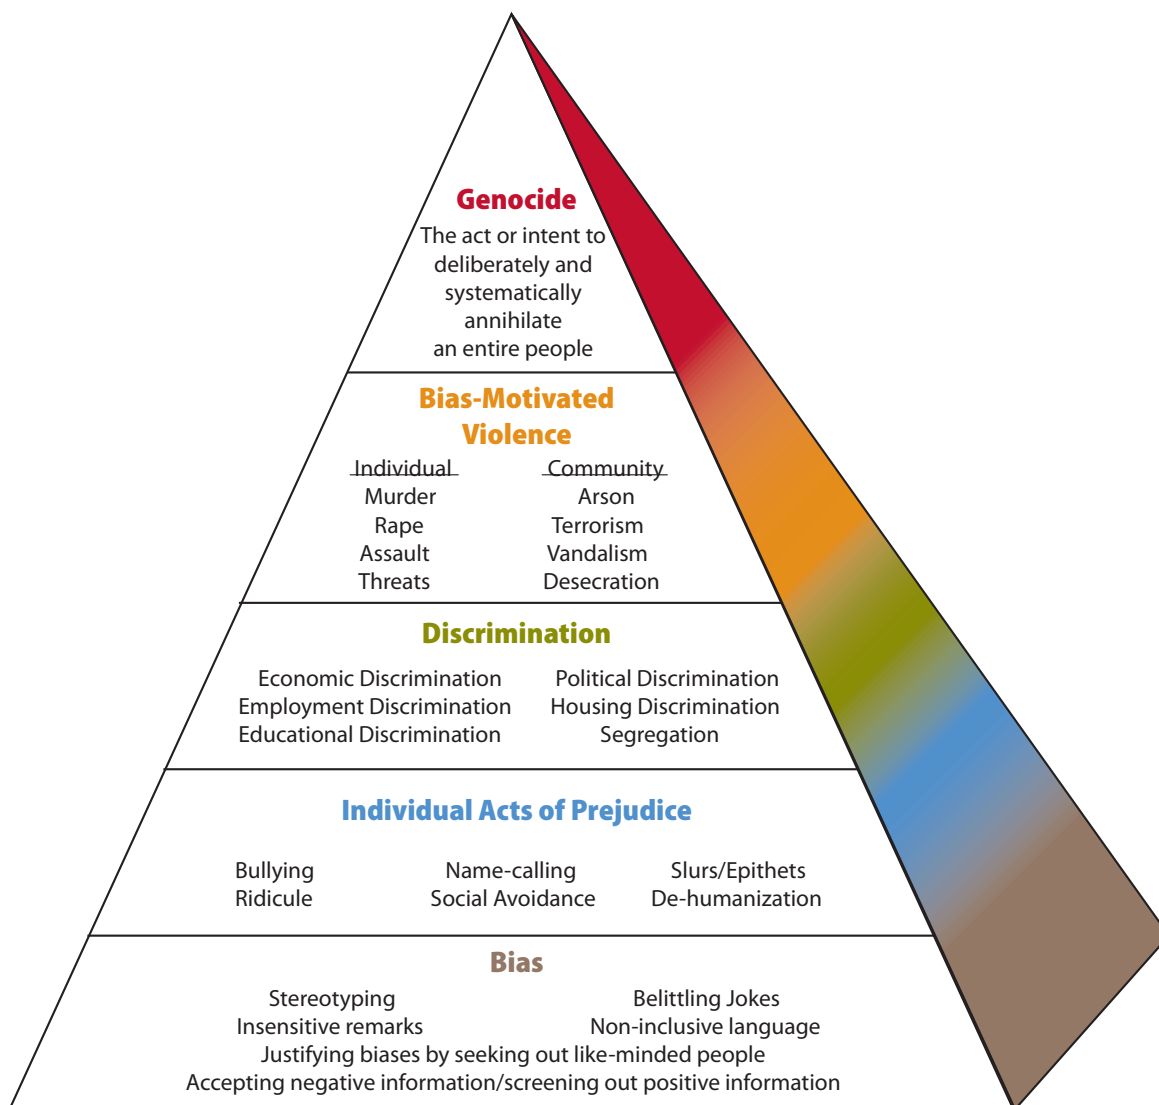 Genocide
The act or intent to
deliberately and
systematically
annihilate
an entire people
Bias-Motivated
Violence
Individual Community
Murder Arson
Rape Terrorism
Assault Vandalism
Threats Desecration
Discrimination
Economic Discrimination Political Discrimination
Employment Discrimination Housing Discrimination
Educational Discrimination Segregation
Individual Acts of Prejudice
Bullying Name-calling Slurs/Epithets
Ridicule Social Avoidance De-humanization
Bias
Stereotyping Belittling Jokes
Insensitive remarks Non-inclusive language
Justifying biases by seeking out like-minded people
Accepting negative information/screening out positive information